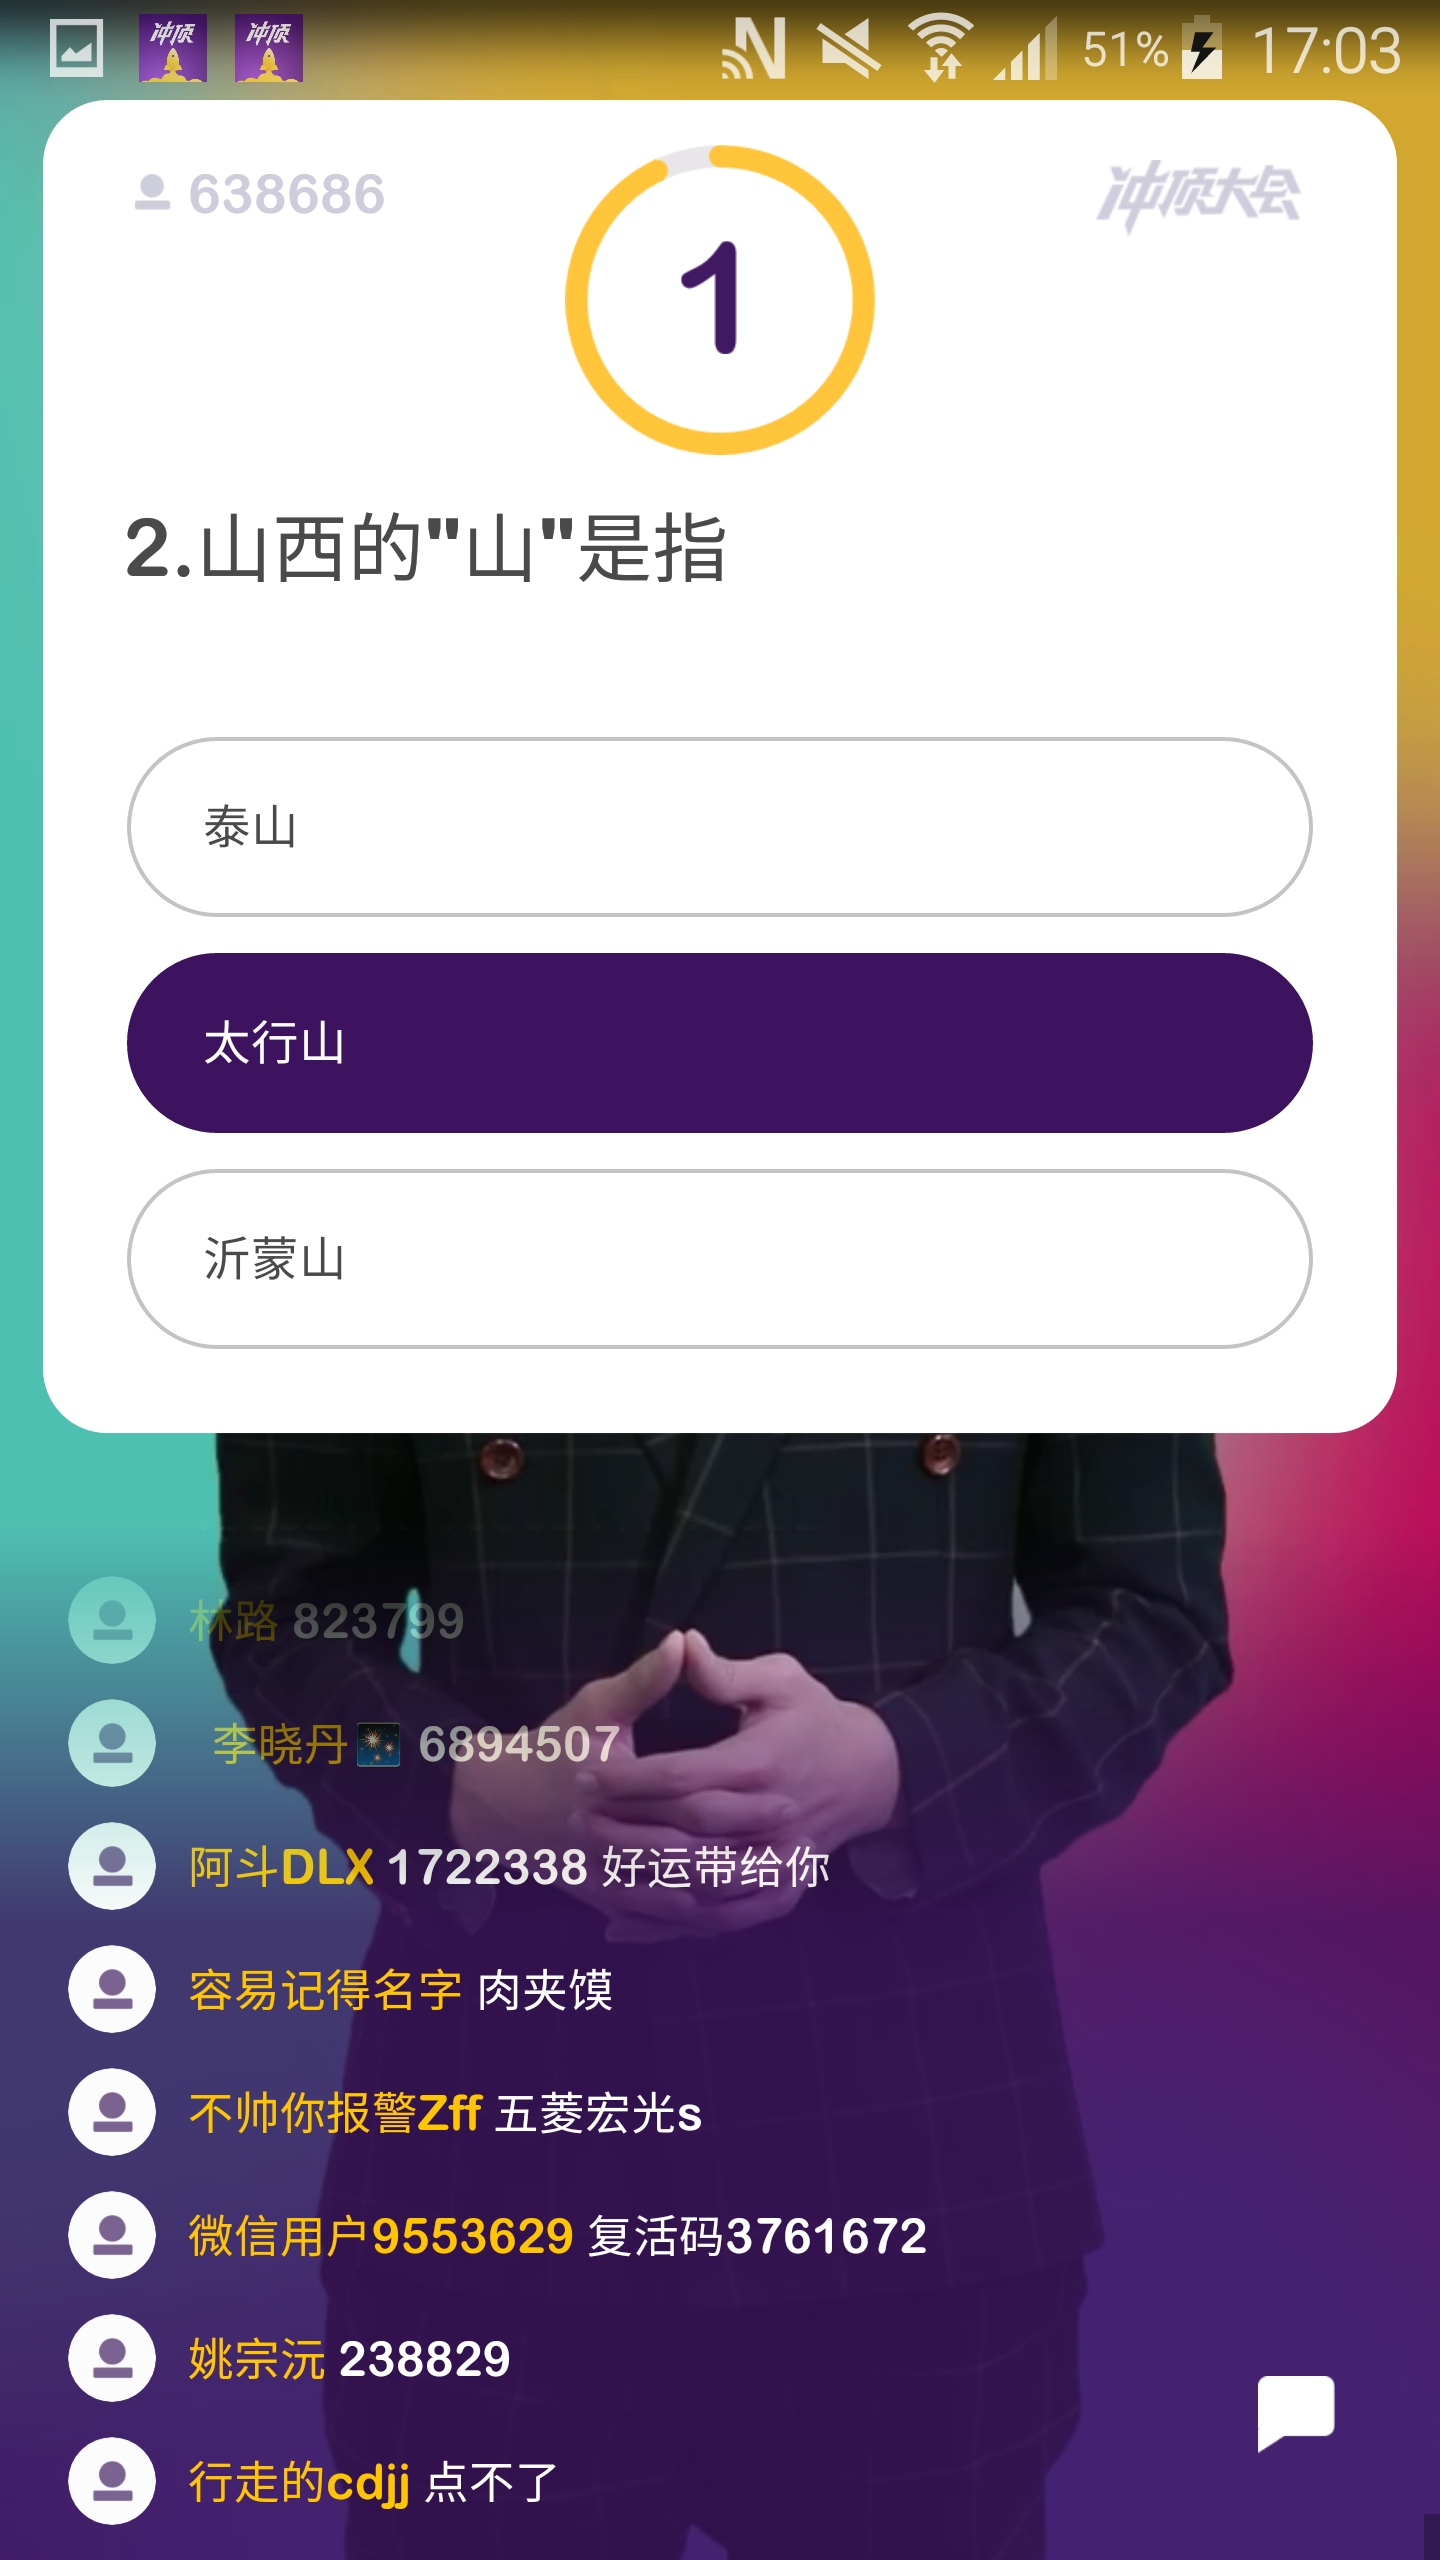 冲顶 冲顶 51% 17:03
638686
冲顶大会
1
2.山西的"山"是指
泰山
太行山
沂蒙山
林路 823799
李晓丹 6894507
阿斗DLX 1722338 好运带给你
容易记得名字 肉夹馍
不帅你报警Zff 五菱宏光s
微信用户9553629 复活码3761672
姚宗沅 238829
行走的cdjj 点不了